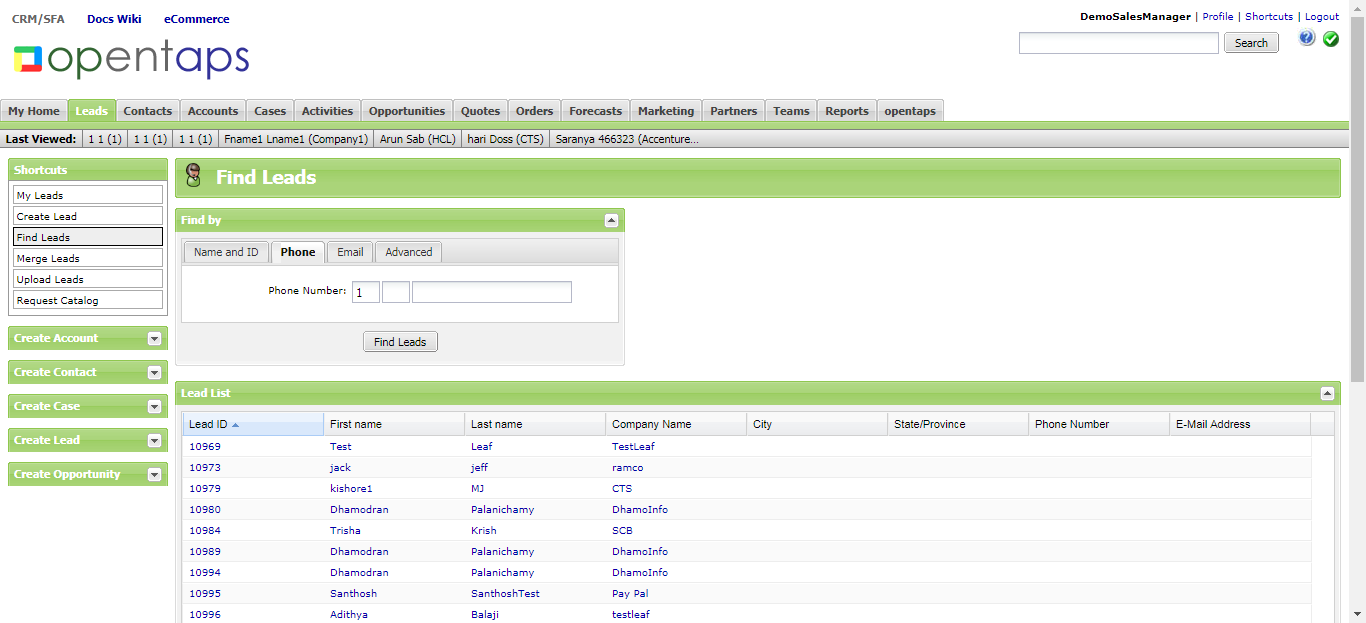 CRM/SFA Docs Wiki eCommerce
DemoSalesManager | Profile | Shortcuts | Logout
opentaps
Search
My Home Leads Contacts Accounts Cases Activities Opportunities Quotes Orders Forecasts Marketing Partners Teams Reports opentaps
Last Viewed: 1 1 (1) 1 1 (1) 1 1 (1) Fname1 Lname1 (Company1) Arun Sab (HCL) hari Doss (CTS) Saranya 466323 (Accenture...
Shortcuts
My Leads
Create Lead
Find Leads
Merge Leads
Upload Leads
Request Catalog
Create Account
Create Contact
Create Case
Create Lead
Create Opportunity
Find Leads
Find by
Name and ID Phone Email Advanced
Phone Number: 1
Find Leads
Lead List
Lead ID First name Last name Company Name City State/Province Phone Number E-Mail Address
10969 Test Leaf TestLeaf
10973 jack jeff ramco
10979 kishore1 MJ CTS
10980 Dhamodran Palanichamy DhamoInfo
10984 Trisha Krish SCB
10989 Dhamodran Palanichamy DhamoInfo
10994 Dhamodran Palanichamy DhamoInfo
10995 Santhosh SanthoshTest Pay Pal
10996 Adithya Balaji testleaf